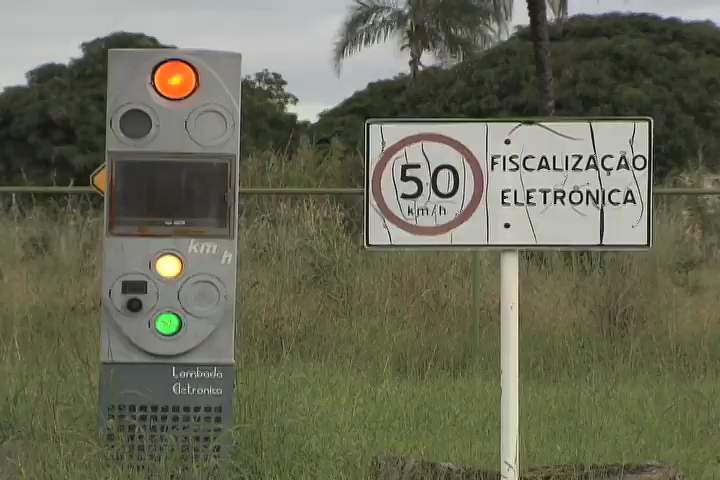 km h
Lombada
Eletrônica
50
km/h
FISCALIZAÇÃO
ELETRÔNICA